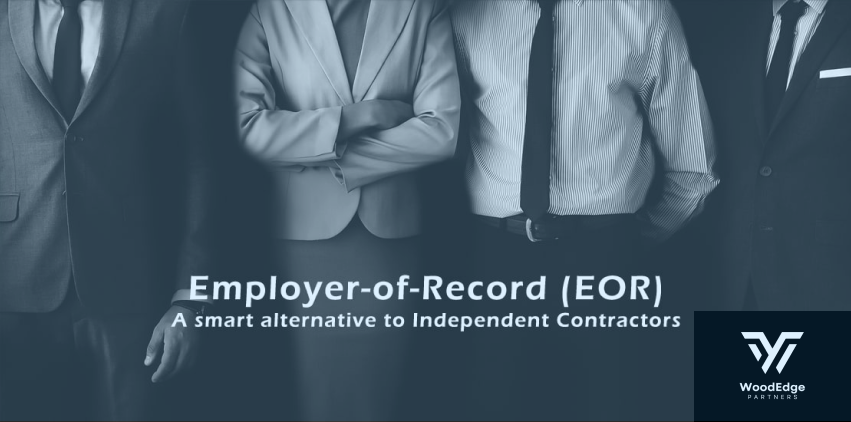 Employer-of-Record (EOR)
A smart alternative to Independent Contractors
WoodEdge
PARTNERS